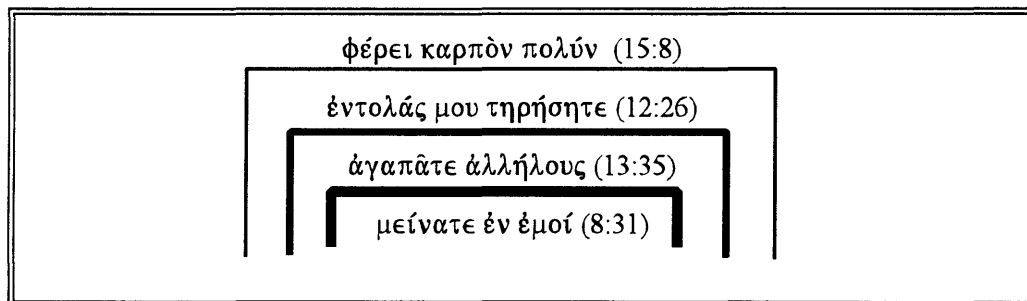 φέρει καρπὸν πολύν (15:8)
ἐντολάς μου τηρήσητε (12:26)
ἀγαπᾶτε ἀλλήλους (13:35)
μείνατε ἐν ἐμοί (8:31)